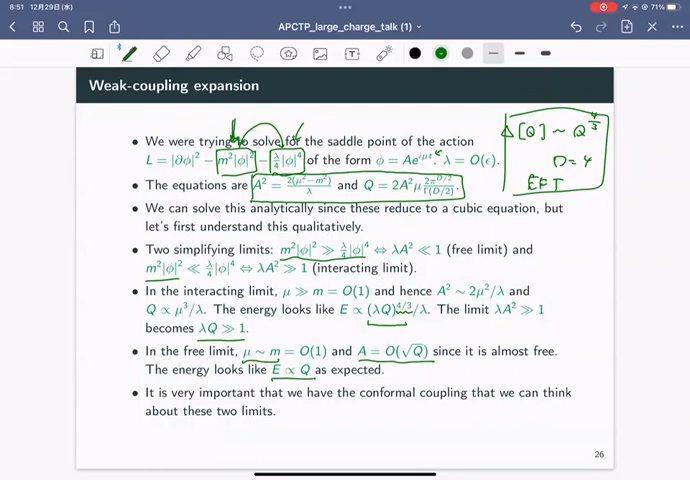 8:51 12月29日(水)
71%
APCTP_large_charge_talk (1)
Weak-coupling expansion
• We were trying to solve for the saddle point of the action
L = |∂ϕ|² − m²|ϕ|² − λ/4|ϕ|⁴ of the form ϕ = Ae^{iμt}. λ = O(ε).
• The equations are A² = 2(μ²−m²)/λ and Q = 2A²μ 2π^{D/2}/Γ(D/2).
• We can solve this analytically since these reduce to a cubic equation, but
let's first understand this qualitatively.
• Two simplifying limits: m²|ϕ|² ≫ λ/4|ϕ|⁴ ⇔ λA² ≪ 1 (free limit) and
m²|ϕ|² ≪ λ/4|ϕ|⁴ ⇔ λA² ≫ 1 (interacting limit).
• In the interacting limit, μ ≫ m = O(1) and hence A² ∼ 2μ²/λ and
Q ∝ μ³/λ. The energy looks like E ∝ (λQ)^{4/3}/λ. The limit λA² ≫ 1
becomes λQ ≫ 1.
• In the free limit, μ ∼ m = O(1) and A = O(√Q) since it is almost free.
The energy looks like E ∝ Q as expected.
• It is very important that we have the conformal coupling that we can think
about these two limits.
Δ[Q] ~ Q^{4/3}
D=4
EFT
26